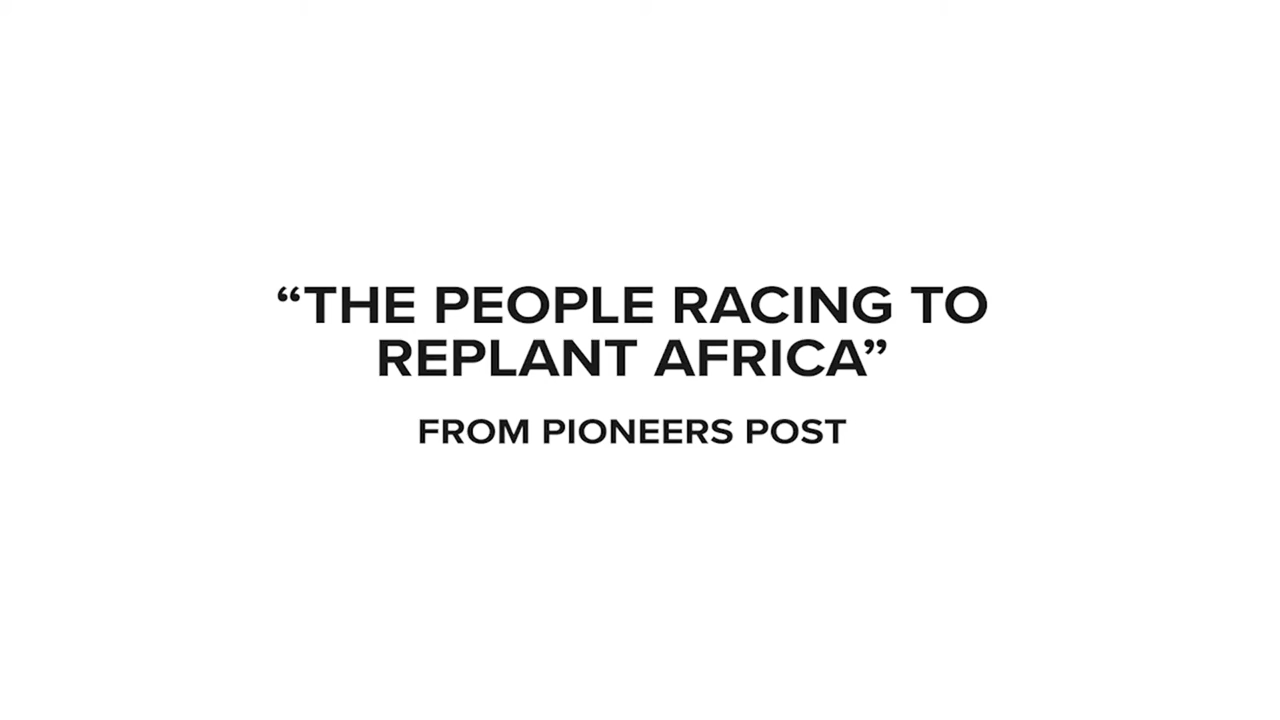 “THE PEOPLE RACING TO
REPLANT AFRICA”
FROM PIONEERS POST